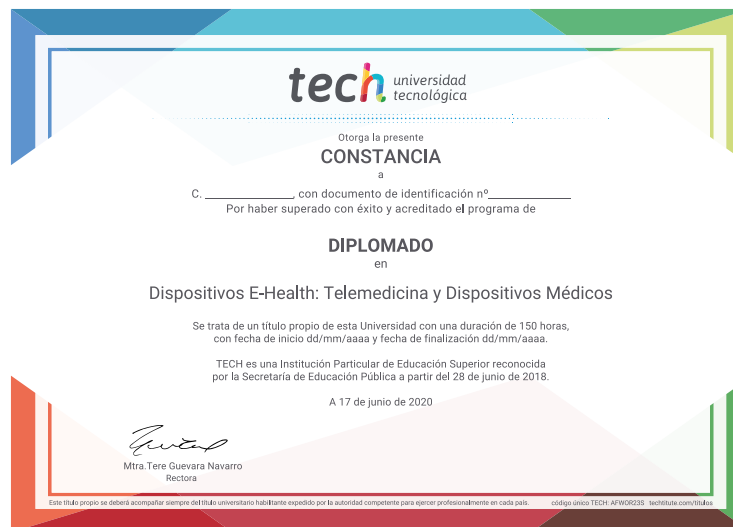 tech universidad
tecnológica
Otorga la presente
CONSTANCIA
a
C. ______________, con documento de identificación nº______________
Por haber superado con éxito y acreditado el programa de
DIPLOMADO
en
Dispositivos E-Health: Telemedicina y Dispositivos Médicos
Se trata de un título propio de esta Universidad con una duración de 150 horas,
con fecha de inicio dd/mm/aaaa y fecha de finalización dd/mm/aaaa.
TECH es una Institución Particular de Educación Superior reconocida
por la Secretaría de Educación Pública a partir del 28 de junio de 2018.
A 17 de junio de 2020
Mtra.Tere Guevara Navarro
Rectora
Este título propio se deberá acompañar siempre del título universitario habilitante expedido por la autoridad competente para ejercer profesionalmente en cada país. código único TECH: AFWOR23S techtitute.com/titulos